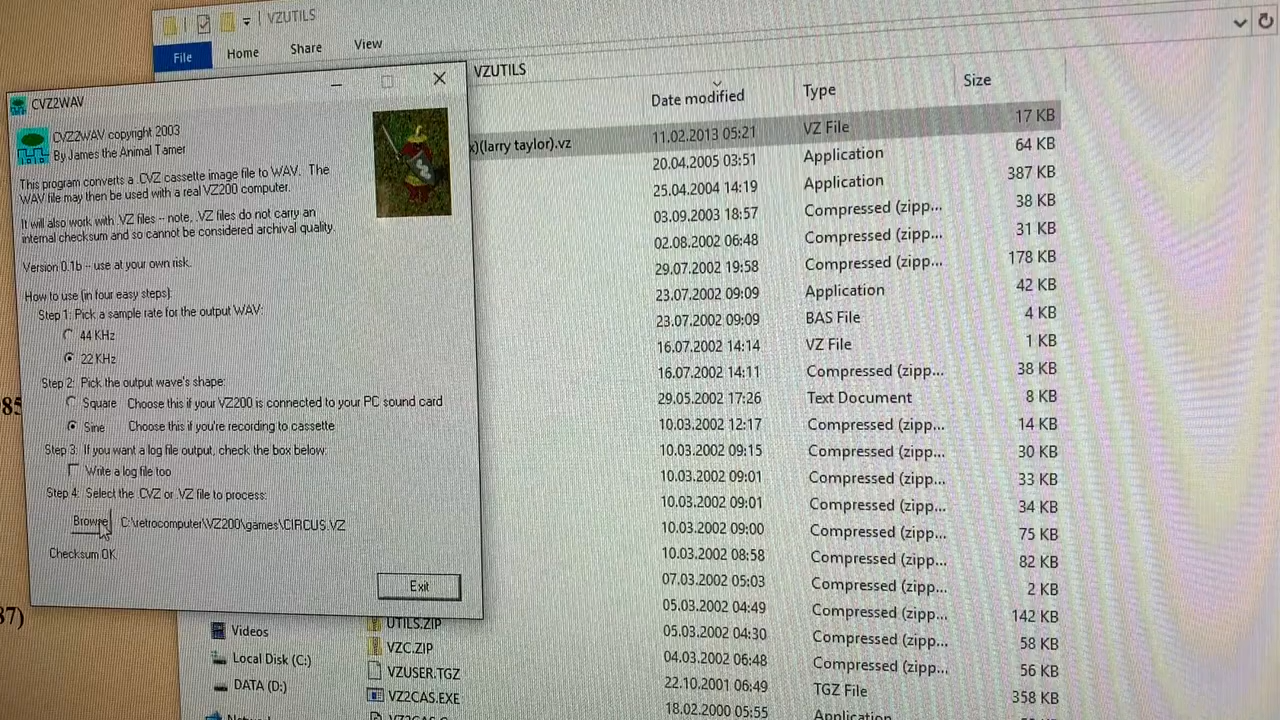 VZUTILS
File Home Share View
VZUTILS
CVZ2WAV
CVZ2WAV copyright 2003
By James the Animal Tamer
This program converts a .CVZ cassette image file to WAV. The
WAV file may then be used with a real VZ200 computer.
It will also work with .VZ files -- note, .VZ files do not carry an
internal checksum and so cannot be considered archival quality.
Version 0.1b -- use at your own risk.
How to use (in four easy steps):
Step 1: Pick a sample rate for the output WAV:
44 KHz
22 KHz
Step 2: Pick the output wave's shape:
Square Choose this if your VZ200 is connected to your PC sound card
Sine Choose this if you're recording to cassette
Step 3: If you want a log file output, check the box below:
Write a log file too
Step 4: Select the .CVZ or .VZ file to process:
Browse C:\retrocomputer\VZ200\games\CIRCUS.VZ
Checksum OK
Exit
Date modified Type Size
x)(larry taylor).vz 11.02.2013 05:21 VZ File 17 KB
20.04.2005 03:51 Application 64 KB
25.04.2004 14:19 Application 387 KB
03.09.2003 18:57 Compressed (zipp... 38 KB
02.08.2002 06:48 Compressed (zipp... 31 KB
29.07.2002 19:58 Compressed (zipp... 178 KB
23.07.2002 09:09 Application 42 KB
23.07.2002 09:09 BAS File 4 KB
16.07.2002 14:14 VZ File 1 KB
16.07.2002 14:11 Compressed (zipp... 38 KB
29.05.2002 17:26 Text Document 8 KB
10.03.2002 12:17 Compressed (zipp... 14 KB
10.03.2002 09:15 Compressed (zipp... 30 KB
10.03.2002 09:01 Compressed (zipp... 33 KB
10.03.2002 09:01 Compressed (zipp... 34 KB
10.03.2002 09:00 Compressed (zipp... 75 KB
10.03.2002 08:58 Compressed (zipp... 82 KB
07.03.2002 05:03 Compressed (zipp... 2 KB
05.03.2002 04:49 Compressed (zipp... 142 KB
UTILS.ZIP 05.03.2002 04:30 Compressed (zipp... 58 KB
VZC.ZIP 04.03.2002 06:48 Compressed (zipp... 56 KB
VZUSER.TGZ 22.10.2001 06:49 TGZ File 358 KB
VZ2CAS.EXE 18.02.2000 05:55 Application
Videos
Local Disk (C:)
DATA (D:)
985
87)